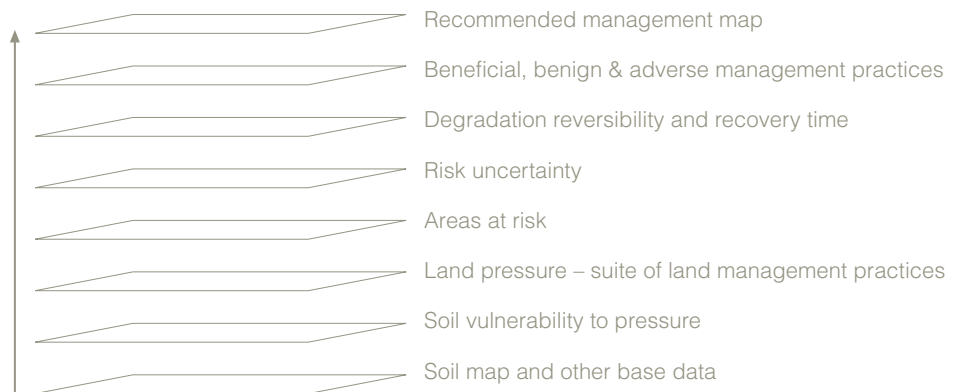 Recommended management map
Beneficial, benign & adverse management practices
Degradation reversibility and recovery time
Risk uncertainty
Areas at risk
Land pressure – suite of land management practices
Soil vulnerability to pressure
Soil map and other base data